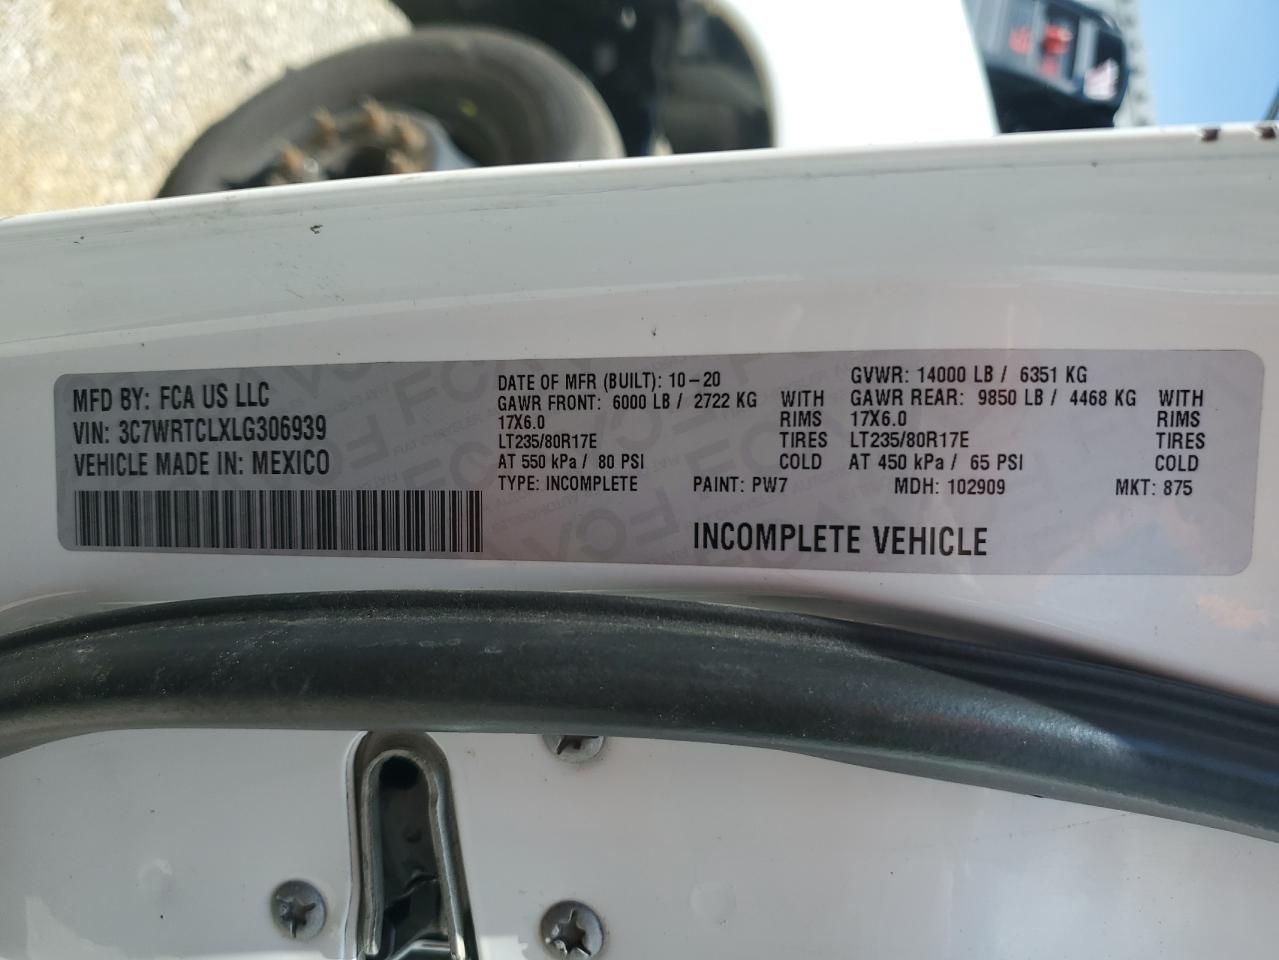 MFD BY: FCA US LLC
VIN: 3C7WRTCLXLG306939
VEHICLE MADE IN: MEXICO
DATE OF MFR (BUILT): 10-20
GAWR FRONT: 6000 LB / 2722 KG WITH
17X6.0 RIMS
LT235/80R17E TIRES
AT 550 kPa / 80 PSI COLD
TYPE: INCOMPLETE
GVWR: 14000 LB / 6351 KG
GAWR REAR: 9850 LB / 4468 KG WITH
17X6.0 RIMS
LT235/80R17E TIRES
AT 450 kPa / 65 PSI COLD
PAINT: PW7 MDH: 102909 MKT: 875
INCOMPLETE VEHICLE